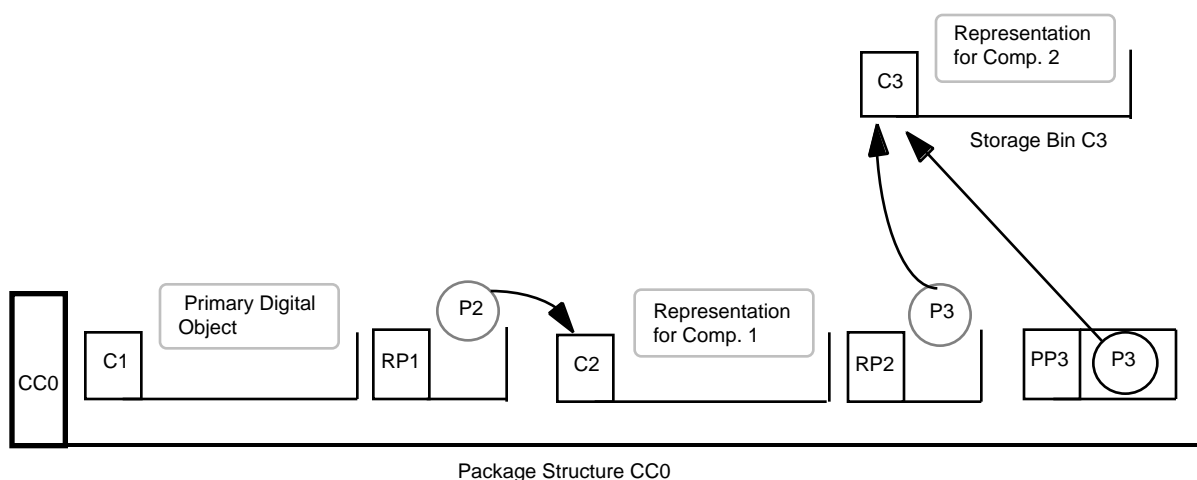 Representation
for Comp. 2
C3
Storage Bin C3
Primary Digital
Object
P2
Representation
for Comp. 1
P3
CC0
C1
RP1
C2
RP2
PP3
P3
Package Structure CC0